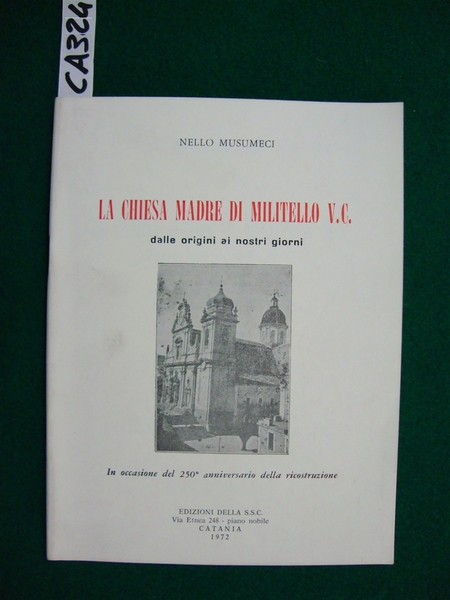 CA324
NELLO MUSUMECI
LA CHIESA MADRE DI MILITELLO V.C.
dalle origini ai nostri giorni
In occasione del 250° anniversario della ricostruzione
EDIZIONI DELLA S.S.C.
Via Etnea 248 - piano nobile
CATANIA
1972